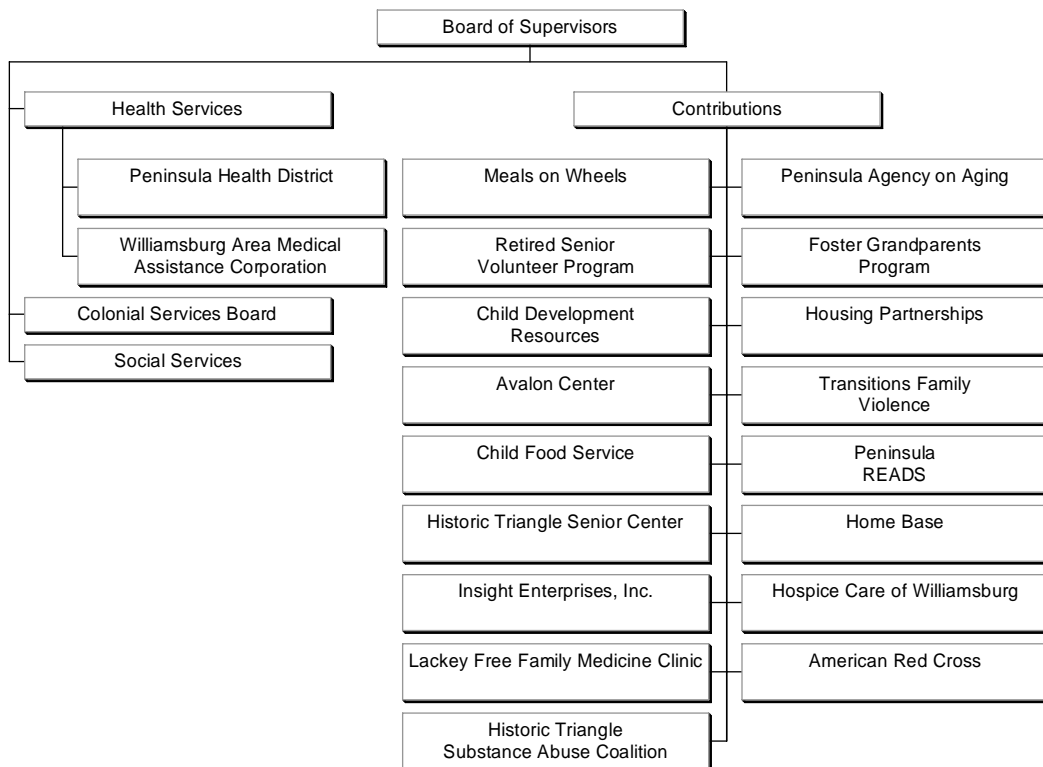 Board of Supervisors
Health Services
Contributions
Peninsula Health District
Williamsburg Area Medical
Assistance Corporation
Colonial Services Board
Social Services
Meals on Wheels
Peninsula Agency on Aging
Retired Senior
Volunteer Program
Foster Grandparents
Program
Child Development
Resources
Housing Partnerships
Avalon Center
Transitions Family
Violence
Child Food Service
Peninsula
READS
Historic Triangle Senior Center
Home Base
Insight Enterprises, Inc.
Hospice Care of Williamsburg
Lackey Free Family Medicine Clinic
American Red Cross
Historic Triangle
Substance Abuse Coalition